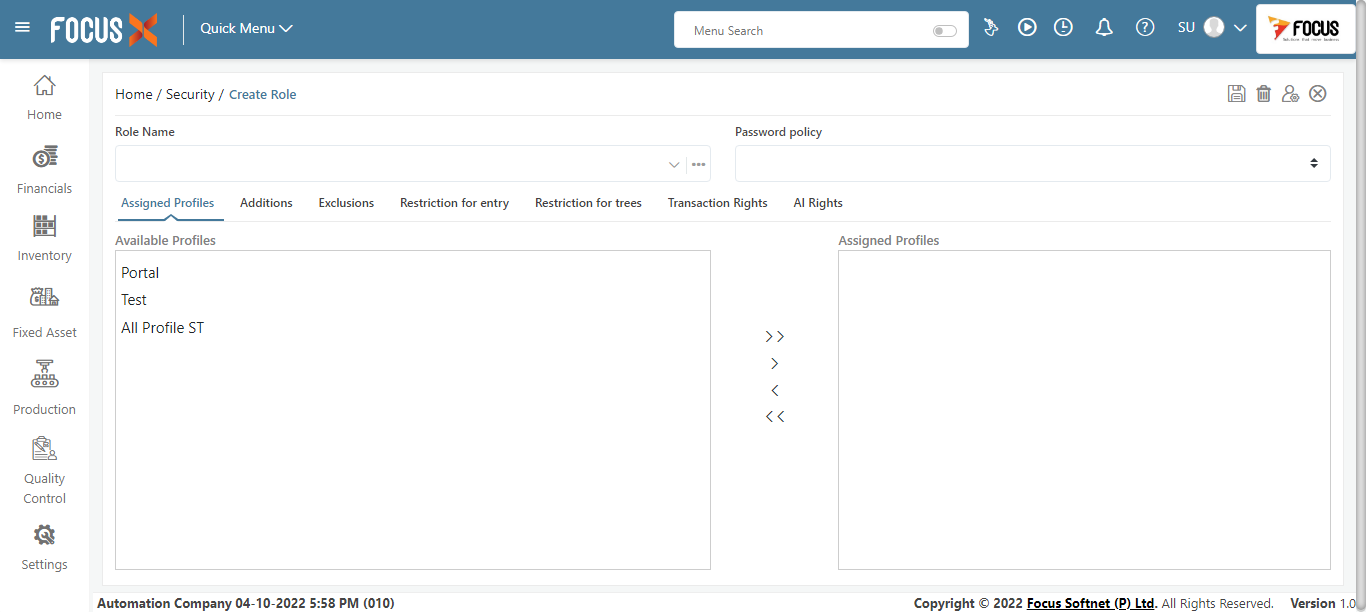 FOCUS X
Quick Menu
Menu Search
SU
FOCUS
Home
Financials
Inventory
Fixed Asset
Production
Quality
Control
Settings
Home / Security / Create Role
Role Name
Password policy
Assigned Profiles Additions Exclusions Restriction for entry Restriction for trees Transaction Rights AI Rights
Available Profiles
Portal
Test
All Profile ST
>>
>
<
<<
Assigned Profiles
Automation Company 04-10-2022 5:58 PM (010)
Copyright © 2022 Focus Softnet (P) Ltd. All Rights Reserved. Version 1.0